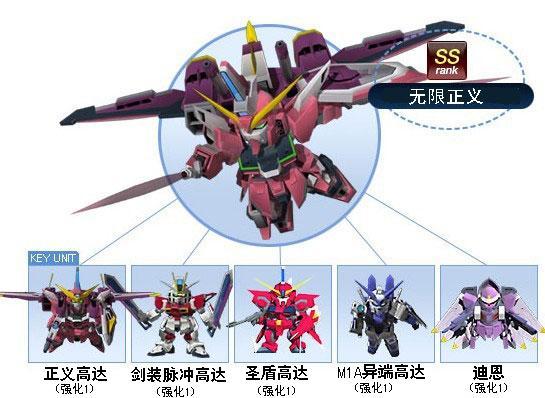 SS
rank
无限正义
KEY UNIT
正义高达
(强化1)
剑装脉冲高达
(强化1)
圣盾高达
(强化1)
M1A异端高达
(强化1)
迪恩
(强化1)